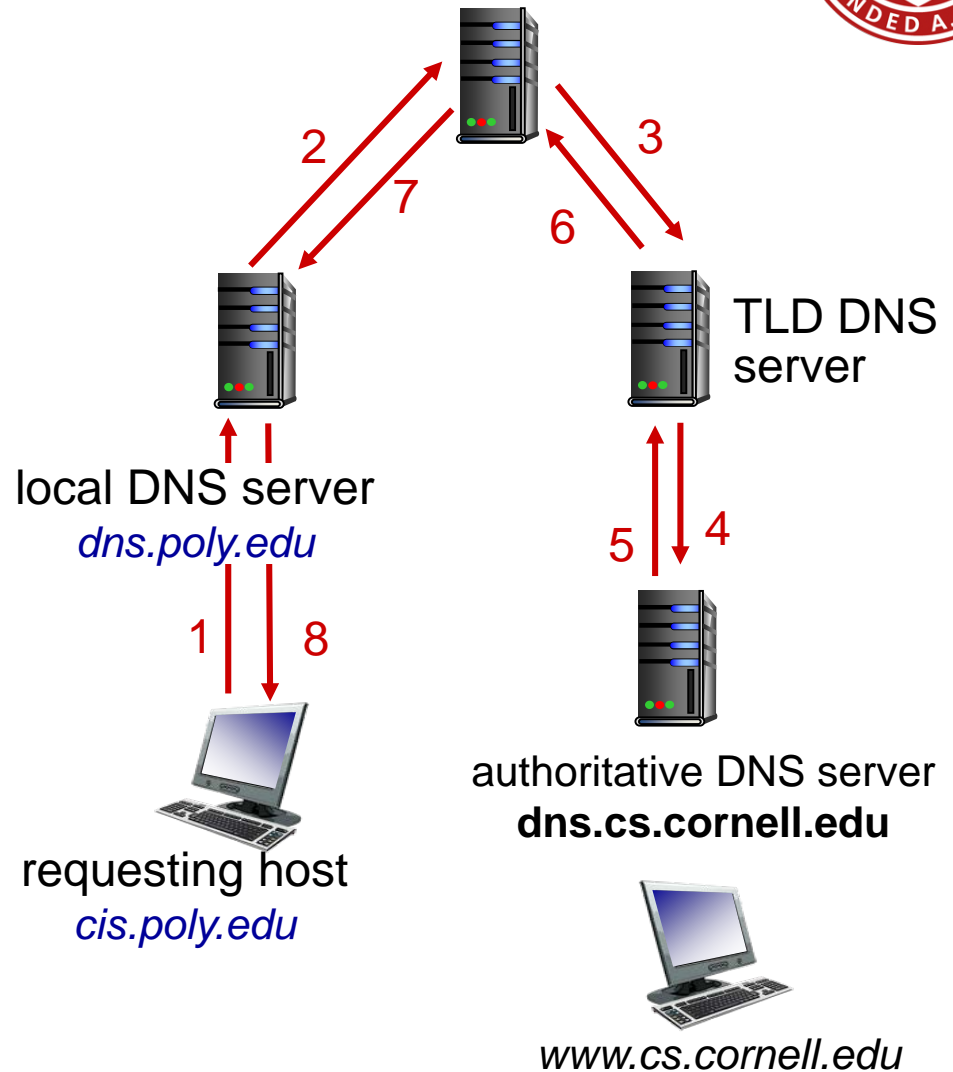 NDED A.
2
3
7
6
TLD DNS
server
local DNS server
dns.poly.edu
5
4
1
8
authoritative DNS server
dns.cs.cornell.edu
requesting host
cis.poly.edu
www.cs.cornell.edu